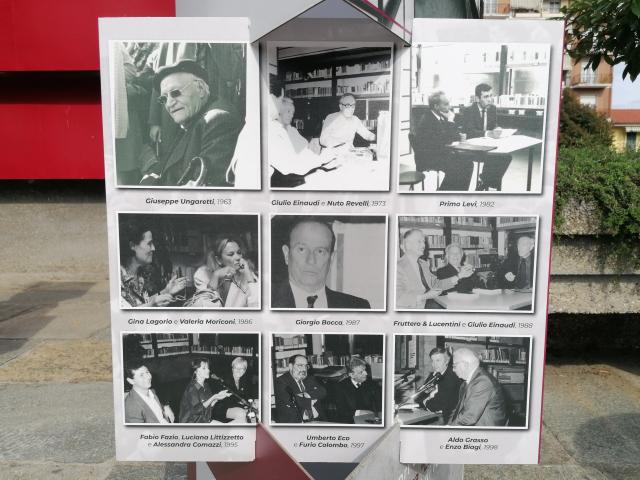 Giuseppe Ungaretti, 1963
Giulio Einaudi e Nuto Revelli, 1973
Primo Levi, 1982
Gina Lagorio e Valeria Moriconi, 1986
Giorgio Bocca, 1987
Fruttero & Lucentini e Giulio Einaudi, 1988
Fabio Fazio, Luciana Littizzetto
e Alessandra Comazzi, 1995
Umberto Eco
e Furio Colombo, 1997
Aldo Grasso
e Enzo Biagi, 1998